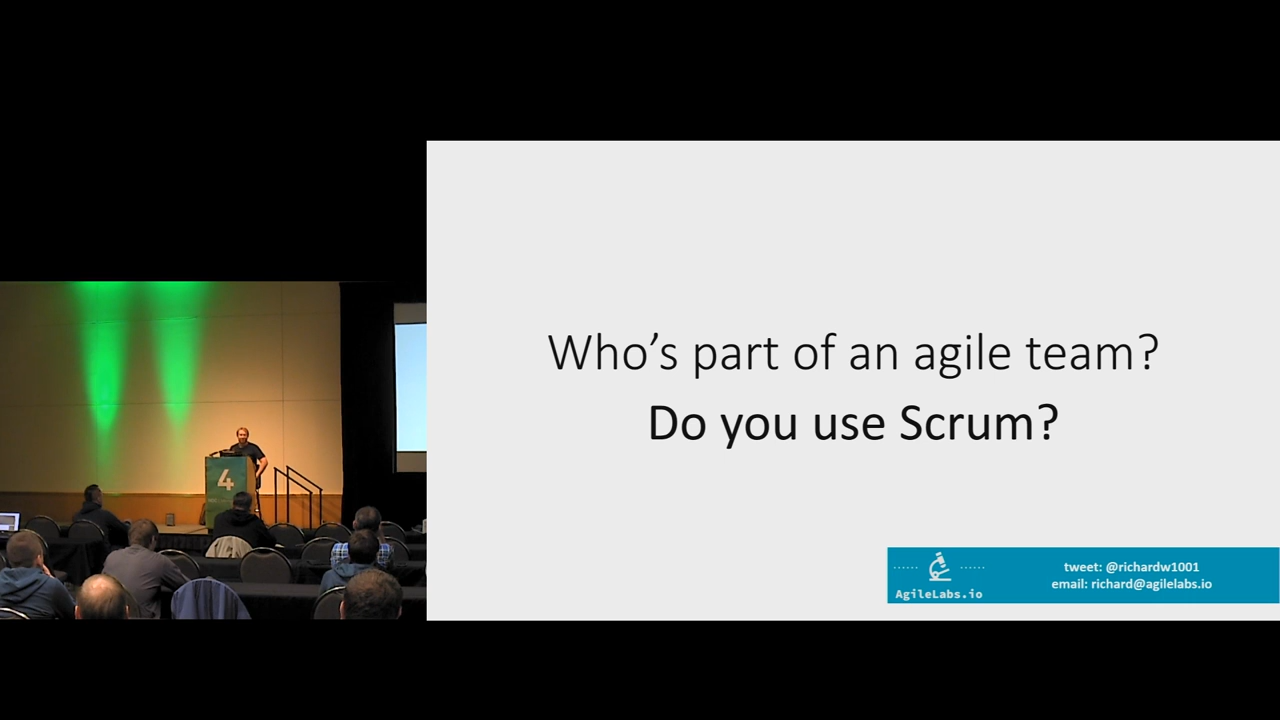 4
Who’s part of an agile team?
Do you use Scrum?
AgileLabs.io
tweet: @richardw1001
email: richard@agilelabs.io